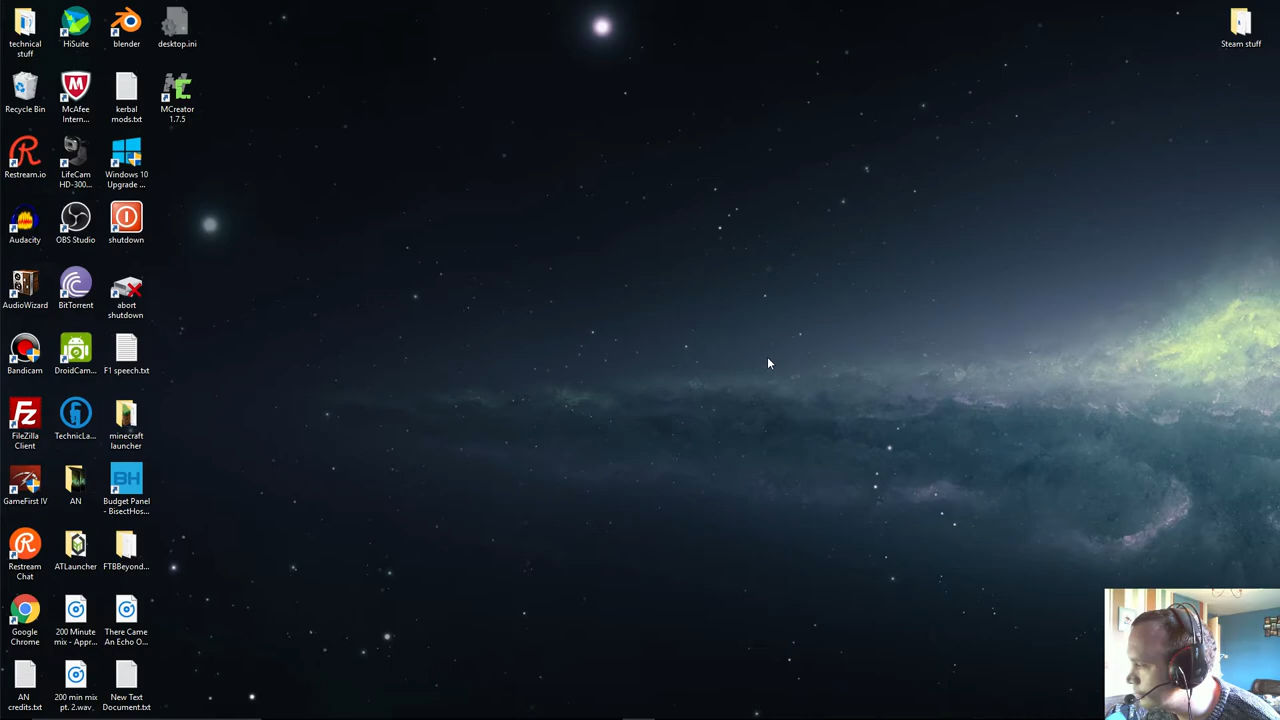 technical
stuff
HiSuite
blender
desktop.ini
Steam stuff
Recycle Bin
McAfee
Intern...
kerbal
mods.txt
MCreator
1.7.5
Restream.io
LifeCam
HD-300...
Windows 10
Upgrade ...
Audacity
OBS Studio
shutdown
AudioWizard
BitTorrent
abort
shutdown
Bandicam
DroidCam...
F1 speech.txt
FileZilla
Client
TechnicLa...
minecraft
launcher
GameFirst IV
AN
BH
Budget Panel
- BisectHos...
Restream
Chat
ATLauncher
FTBBeyond...
Google
Chrome
200 Minute
mix - Appr...
There Came
An Echo O...
AN
credits.txt
200 min mix
pt. 2.wav
New Text
Document.txt